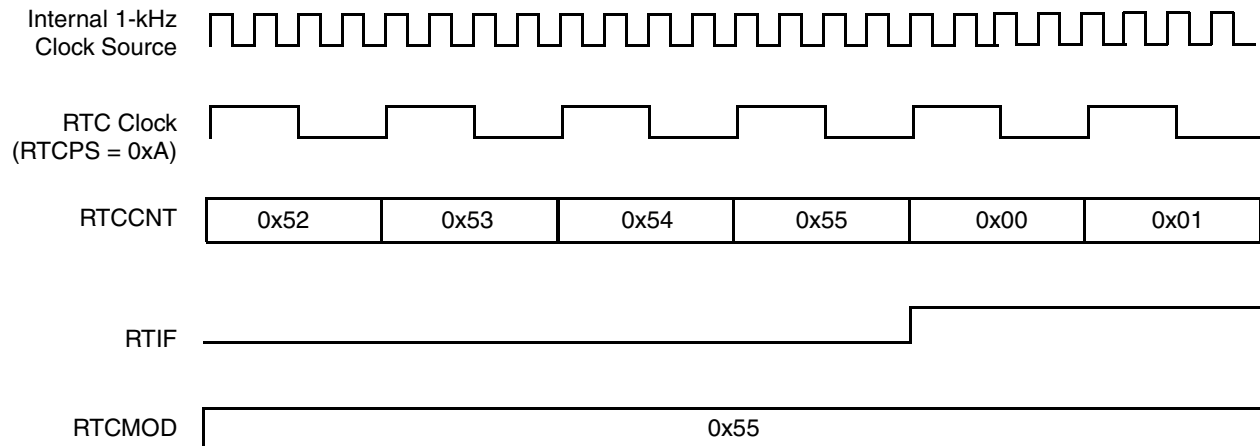 Internal 1-kHz
Clock Source
RTC Clock
(RTCPS = 0xA)
RTCCNT 0x52 0x53 0x54 0x55 0x00 0x01
RTIF
RTCMOD 0x55